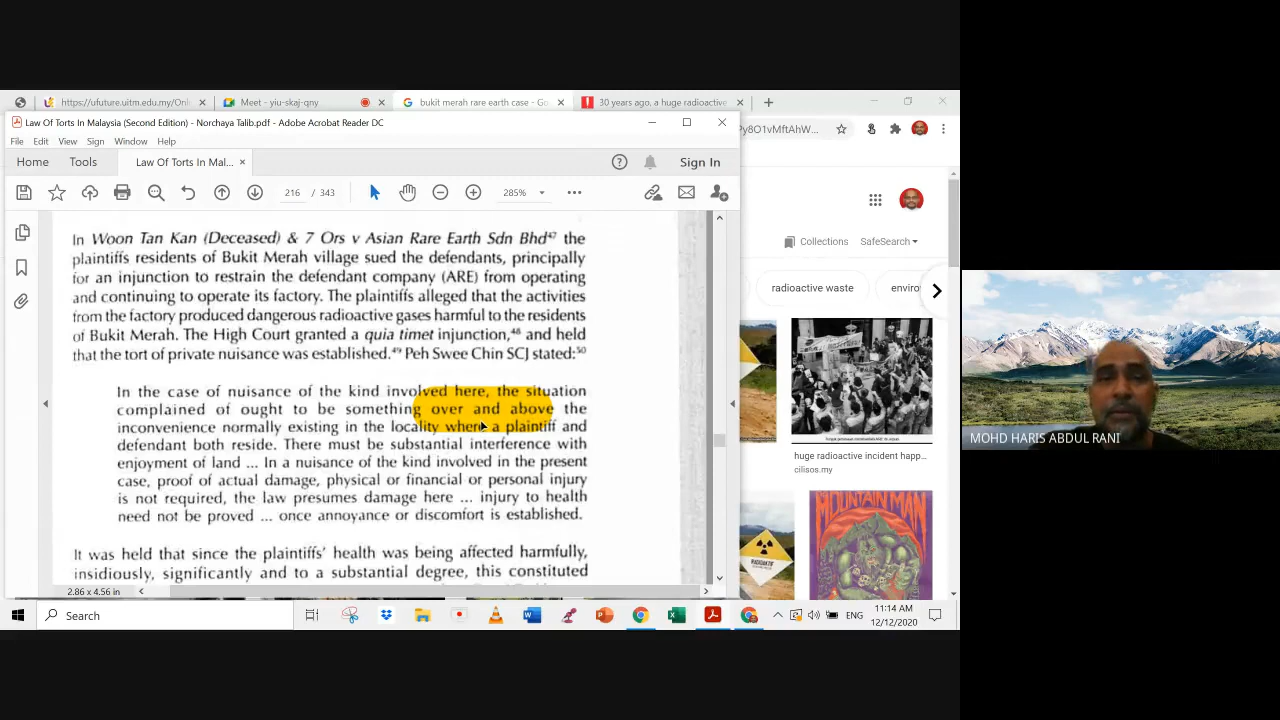 https://ufuture.uitm.edu.my/Onli
Meet - yiu-skaj-qny
bukit merah rare earth case - Go
30 years ago, a huge radioactive
Law Of Torts In Malaysia (Second Edition) - Norchaya Talib.pdf - Adobe Acrobat Reader DC
Py8O1vMftAhW...
File Edit View Sign Window Help
Home Tools Law Of Torts In Mal... Sign In
216 / 343 285%
Collections SafeSearch
radioactive waste enviro
In Woon Tan Kan (Deceased) & 7 Ors v Asian Rare Earth Sdn Bhd47 the
plaintiffs residents of Bukit Merah village sued the defendants, principally
for an injunction to restrain the defendant company (ARE) from operating
and continuing to operate its factory. The plaintiffs alleged that the activities
from the factory produced dangerous radioactive gases harmful to the residents
of Bukit Merah. The High Court granted a quia timet injunction,48 and held
that the tort of private nuisance was established.49 Peh Swee Chin SCJ stated:50
In the case of nuisance of the kind involved here, the situation
complained of ought to be something over and above the
inconvenience normally existing in the locality where a plaintiff and
defendant both reside. There must be substantial interference with
enjoyment of land ... In a nuisance of the kind involved in the present
case, proof of actual damage, physical or financial or personal injury
is not required, the law presumes damage here ... injury to health
need not be proved ... once annoyance or discomfort is established.
It was held that since the plaintiffs' health was being affected harmfully,
insidiously, significantly and to a substantial degree, this constituted
2.86 x 4.56 in
huge radioactive incident happ...
cilisos.my
MOUNTAIN MAN
RADIOAKTIF
MOHD HARIS ABDUL RANI
Search
ENG
11:14 AM
12/12/2020